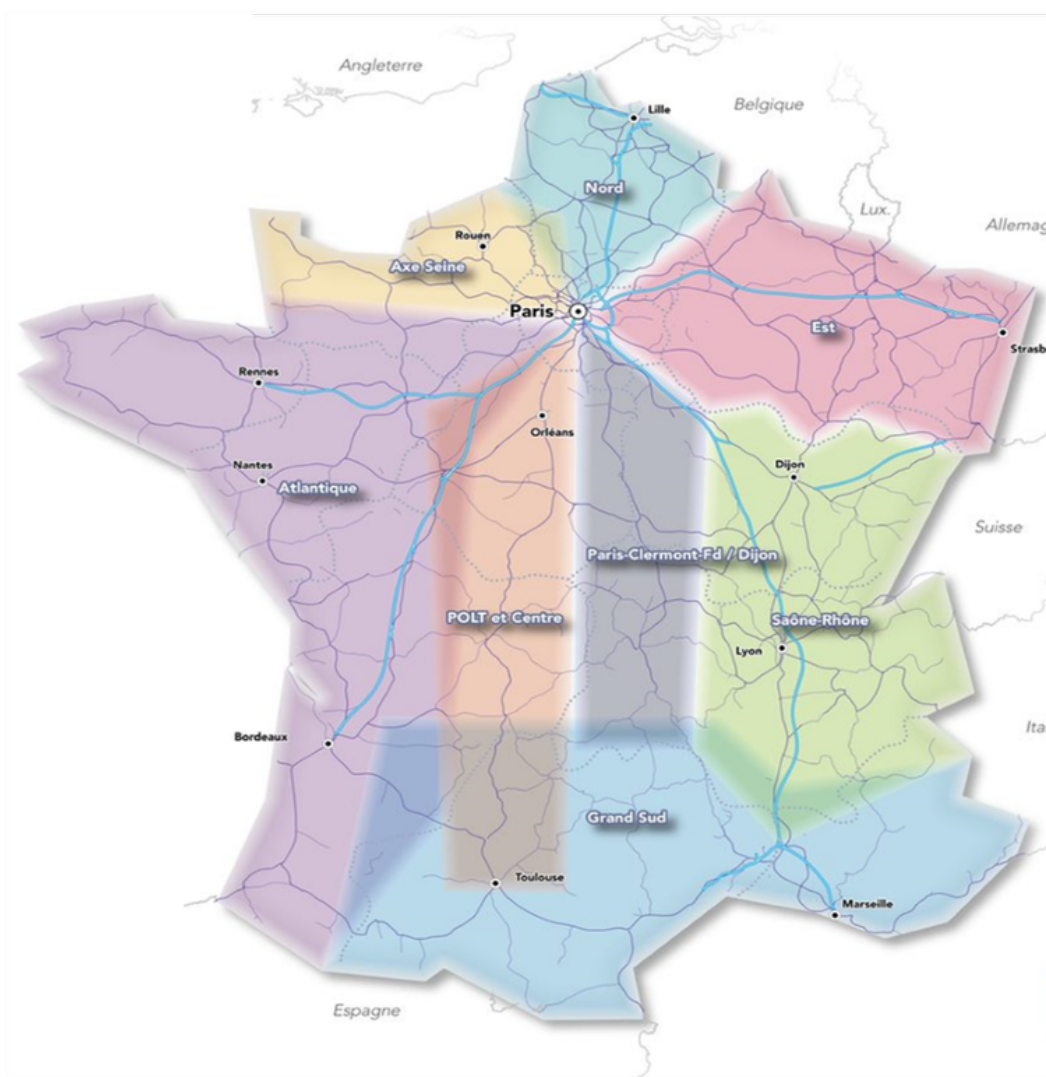 Angleterre
Belgique
Lille
Nord
Lux.
Allemag
Rouen
Axe Seine
Paris
Est
Strasb
Rennes
Orléans
Nantes
Atlantique
Dijon
Suisse
Paris-Clermont-Fd / Dijon
POLT et Centre
Saône-Rhône
Lyon
Bordeaux
Ita
Grand Sud
Toulouse
Marseille
Espagne